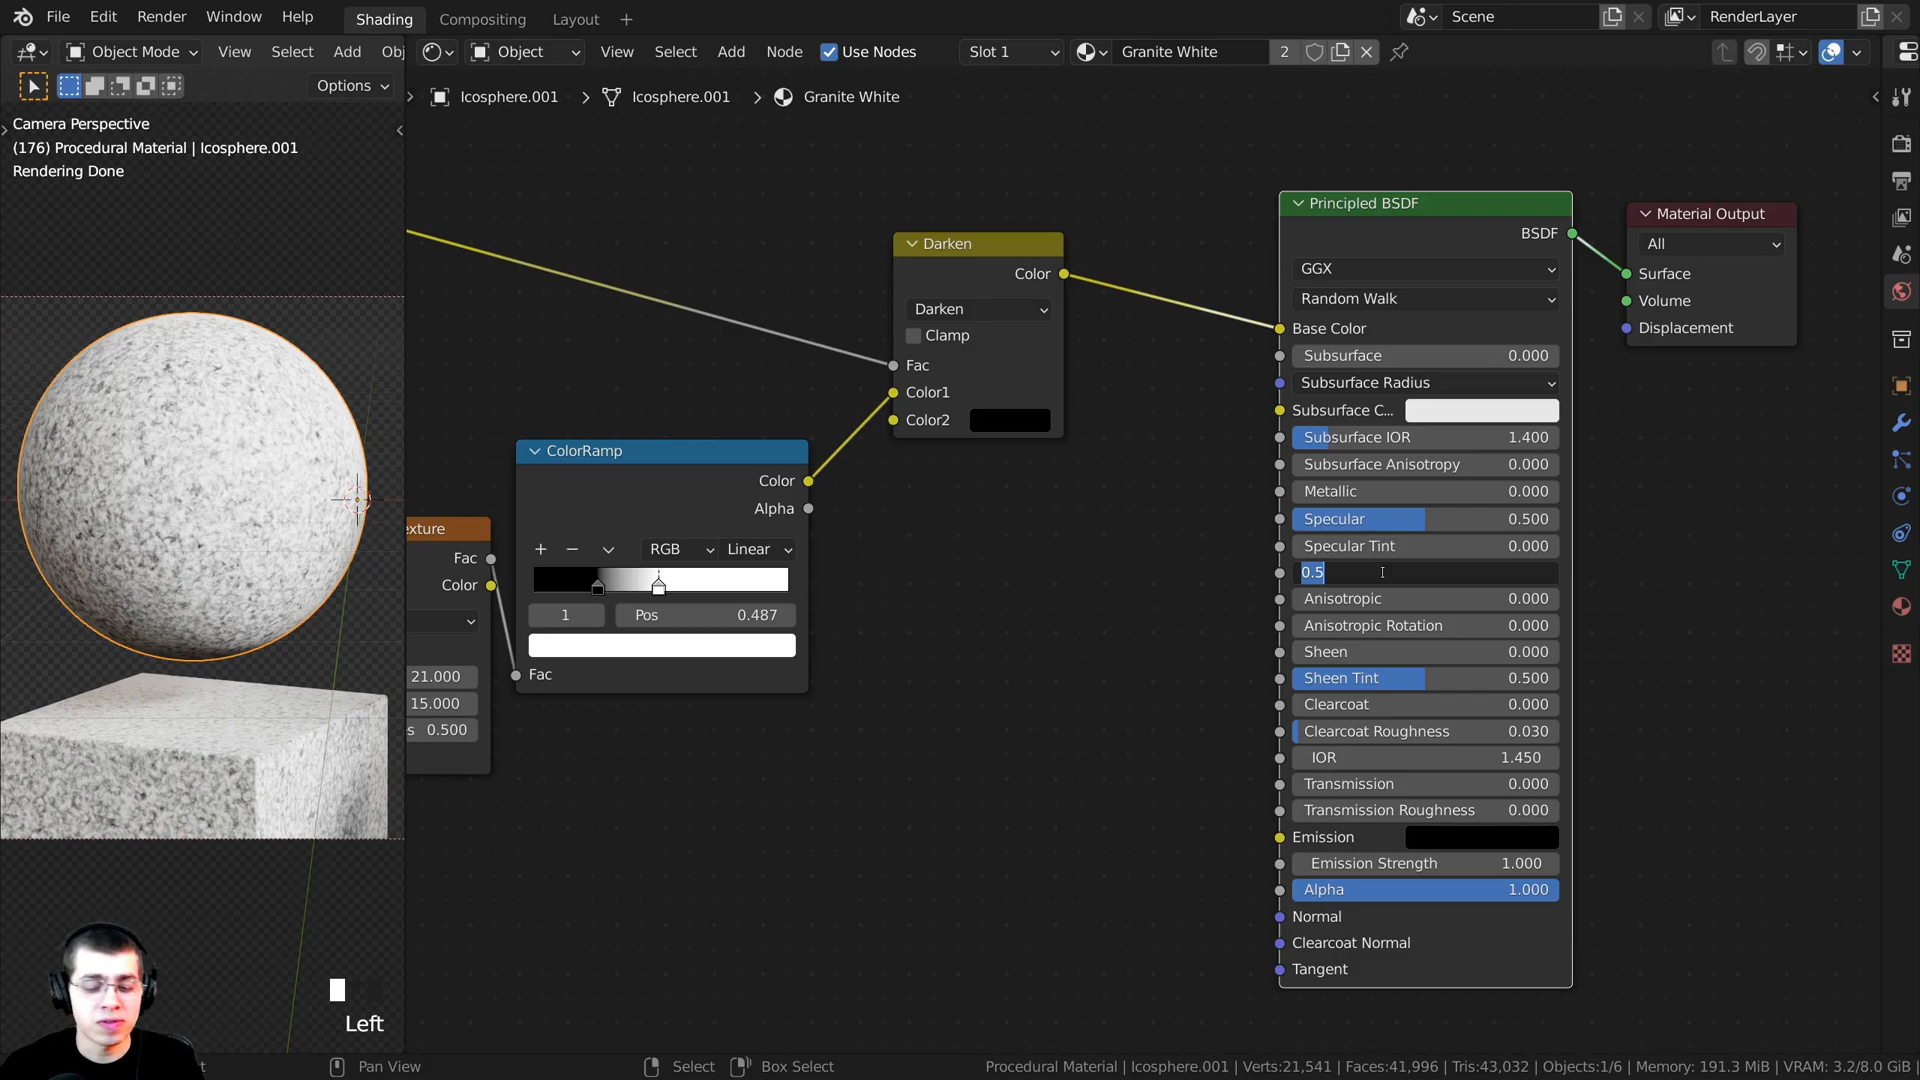 File Edit Render Window Help Shading Compositing Layout + Scene RenderLayer
Object Mode View Select Add Obj Object View Select Add Node Use Nodes Slot 1 Granite White 2
Options
Icosphere.001 > Icosphere.001 > Granite White
Camera Perspective
(176) Procedural Material | Icosphere.001
Rendering Done
exture
Fac
Color
21.000
15.000
s 0.500
ColorRamp
Color
Alpha
+ − RGB Linear
1 Pos 0.487
Fac
Darken
Color
Darken
Clamp
Fac
Color1
Color2
Principled BSDF
BSDF
GGX
Random Walk
Base Color
Subsurface 0.000
Subsurface Radius
Subsurface C...
Subsurface IOR 1.400
Subsurface Anisotropy 0.000
Metallic 0.000
Specular 0.500
Specular Tint 0.000
0.5
Anisotropic 0.000
Anisotropic Rotation 0.000
Sheen 0.000
Sheen Tint 0.500
Clearcoat 0.000
Clearcoat Roughness 0.030
IOR 1.450
Transmission 0.000
Transmission Roughness 0.000
Emission
Emission Strength 1.000
Alpha 1.000
Normal
Clearcoat Normal
Tangent
Material Output
All
Surface
Volume
Displacement
Left
t Pan View Select Box Select Procedural Material | Icosphere.001 | Verts:21,541 | Faces:41,996 | Tris:43,032 | Objects:1/6 | Memory: 191.3 MiB | VRAM: 3.2/8.0 GiB